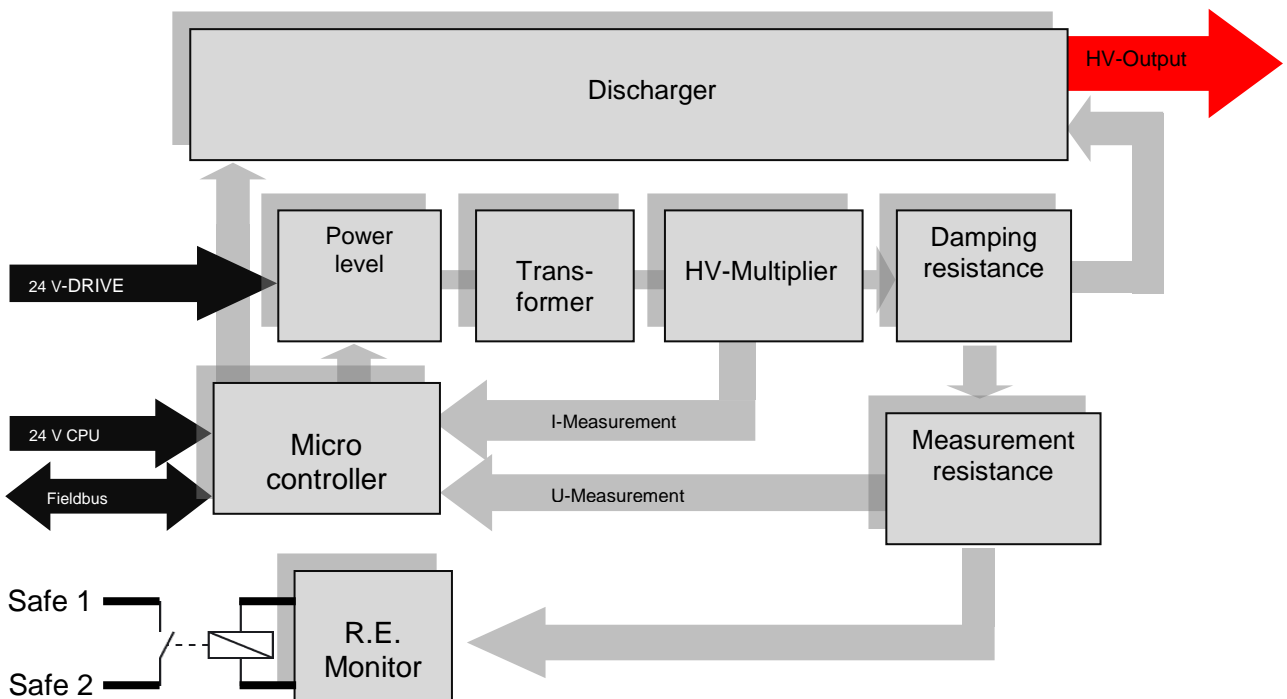 HV-Output
Discharger
Power
level
Trans-
former
HV-Multiplier
Damping
resistance
24 V-DRIVE
24 V CPU
Fieldbus
Micro
controller
I-Measurement
U-Measurement
Measurement
resistance
Safe 1
Safe 2
R.E.
Monitor